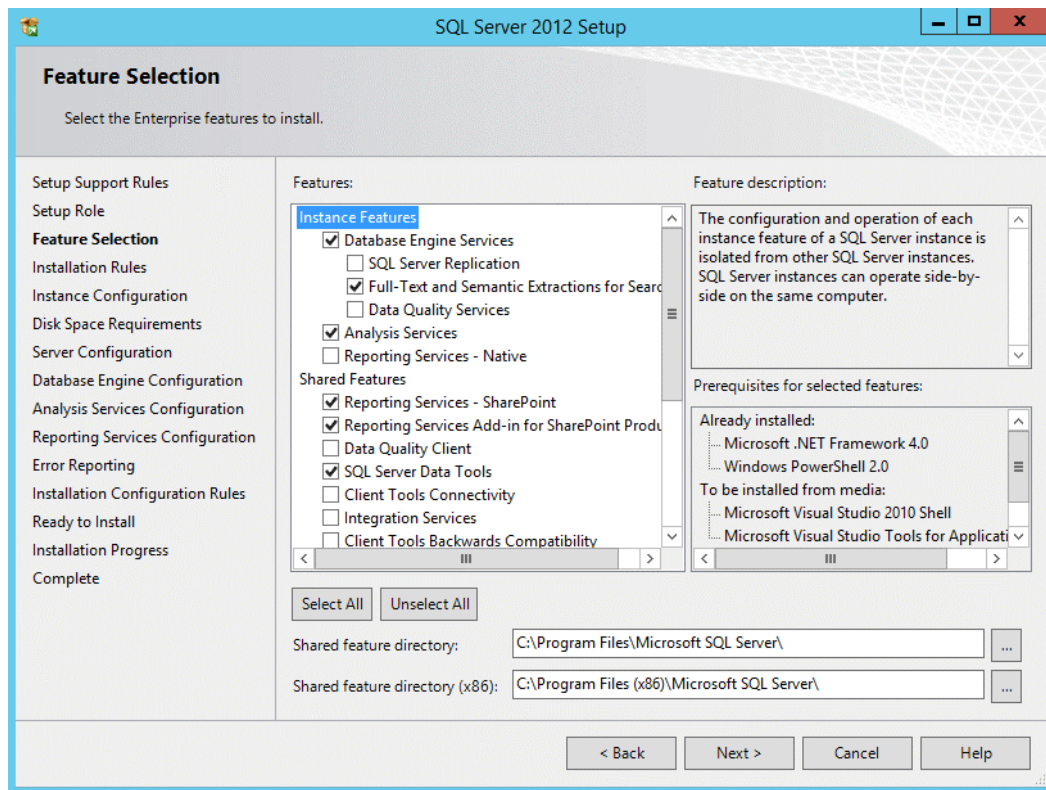 SQL Server 2012 Setup
Feature Selection
Select the Enterprise features to install.
Setup Support Rules
Setup Role
Feature Selection
Installation Rules
Instance Configuration
Disk Space Requirements
Server Configuration
Database Engine Configuration
Analysis Services Configuration
Reporting Services Configuration
Error Reporting
Installation Configuration Rules
Ready to Install
Installation Progress
Complete
Features:
Instance Features
Database Engine Services
SQL Server Replication
Full-Text and Semantic Extractions for Searc
Data Quality Services
Analysis Services
Reporting Services - Native
Shared Features
Reporting Services - SharePoint
Reporting Services Add-in for SharePoint Produ
Data Quality Client
SQL Server Data Tools
Client Tools Connectivity
Integration Services
Client Tools Backwards Compatibility
Feature description:
The configuration and operation of each
instance feature of a SQL Server instance is
isolated from other SQL Server instances.
SQL Server instances can operate side-by-
side on the same computer.
Prerequisites for selected features:
Already installed:
Microsoft .NET Framework 4.0
Windows PowerShell 2.0
To be installed from media:
Microsoft Visual Studio 2010 Shell
Microsoft Visual Studio Tools for Applicati
Select All
Unselect All
Shared feature directory:
C:\Program Files\Microsoft SQL Server\
...
Shared feature directory (x86):
C:\Program Files (x86)\Microsoft SQL Server\
...
< Back
Next >
Cancel
Help